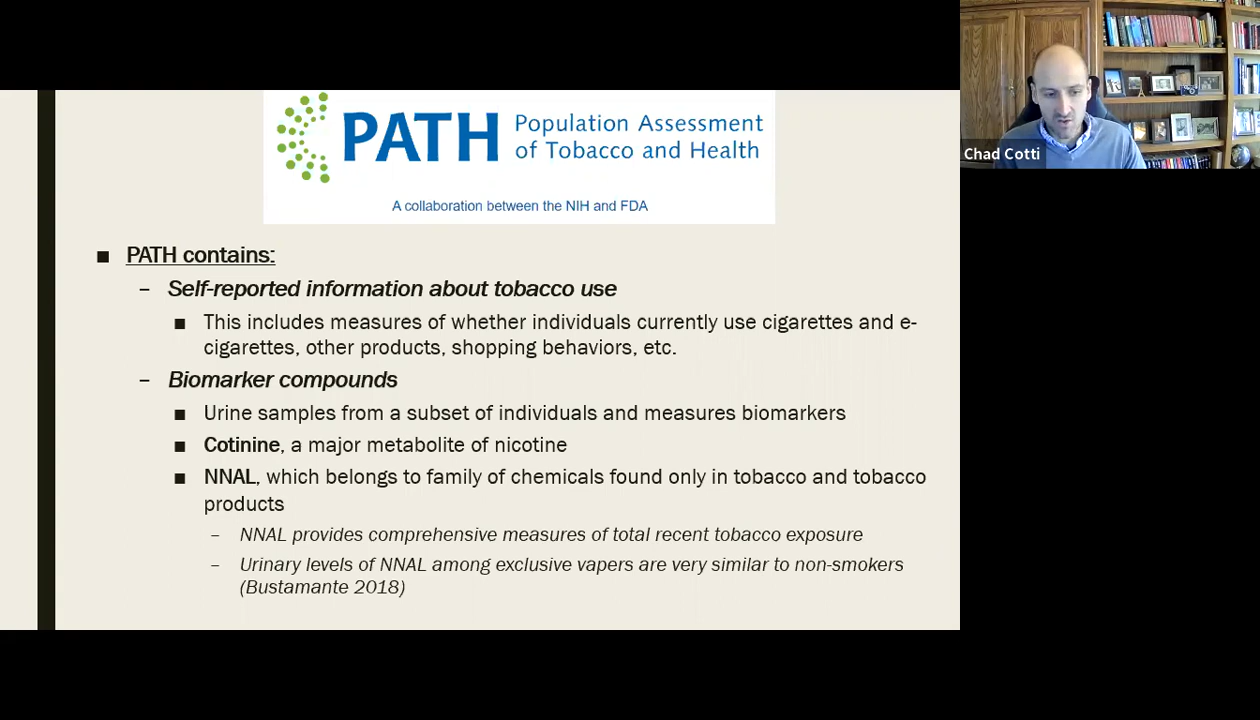 PATH Population Assessment
of Tobacco and Health
A collaboration between the NIH and FDA
Chad Cotti
■ PATH contains:
– Self-reported information about tobacco use
■ This includes measures of whether individuals currently use cigarettes and e-
cigarettes, other products, shopping behaviors, etc.
– Biomarker compounds
■ Urine samples from a subset of individuals and measures biomarkers
■ Cotinine, a major metabolite of nicotine
■ NNAL, which belongs to family of chemicals found only in tobacco and tobacco
products
– NNAL provides comprehensive measures of total recent tobacco exposure
– Urinary levels of NNAL among exclusive vapers are very similar to non-smokers
(Bustamante 2018)